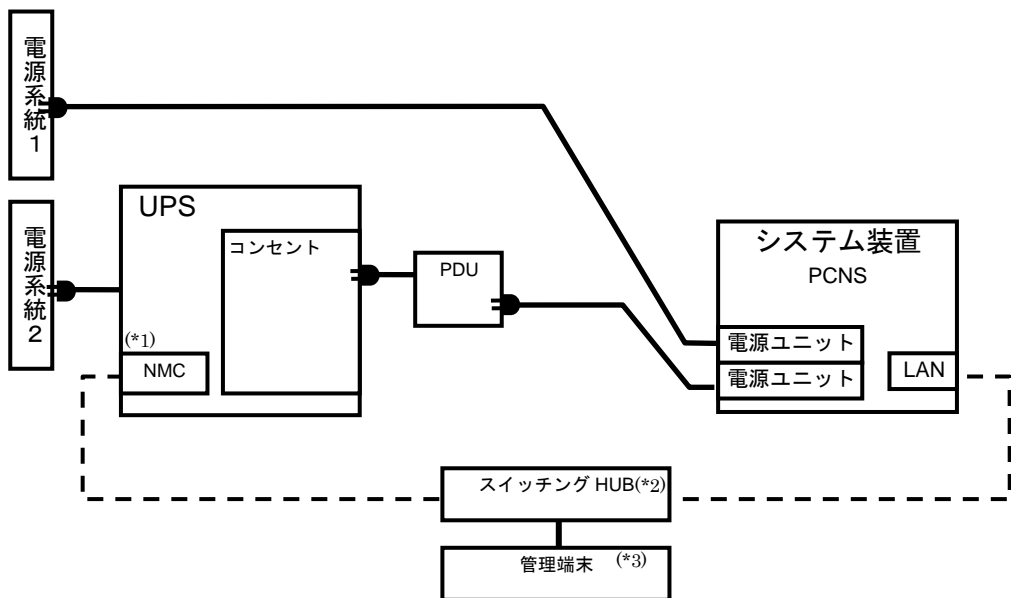 電源系統1
電源系統2
UPS
コンセント
(*1)
NMC
PDU
システム装置
PCNS
電源ユニット
電源ユニット
LAN
スイッチング HUB(*2)
管理端末 (*3)